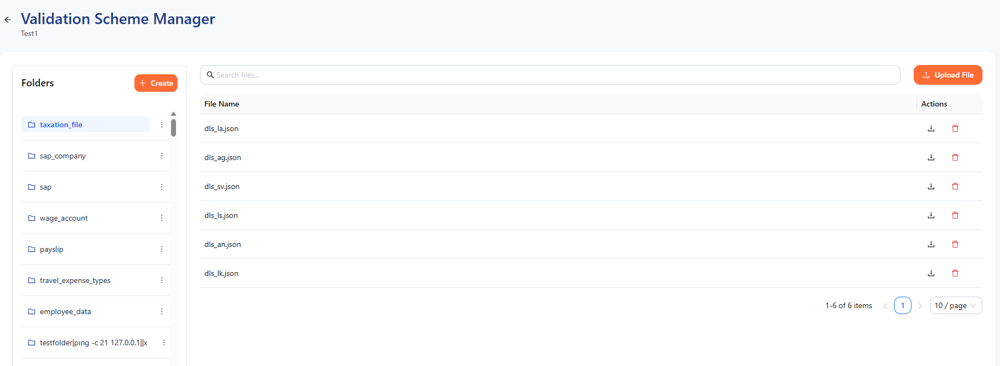 Validation Scheme Manager
Test1
Folders
Create
taxation_file
sap_company
sap
wage_account
payslip
travel_expense_types
employee_data
testfolder|ping -c 21 127.0.0.1||x
Search files...
Upload File
File Name Actions
dls_la.json
dls_ag.json
dls_sv.json
dls_ls.json
dls_an.json
dls_lk.json
1-6 of 6 items 1 10 / page